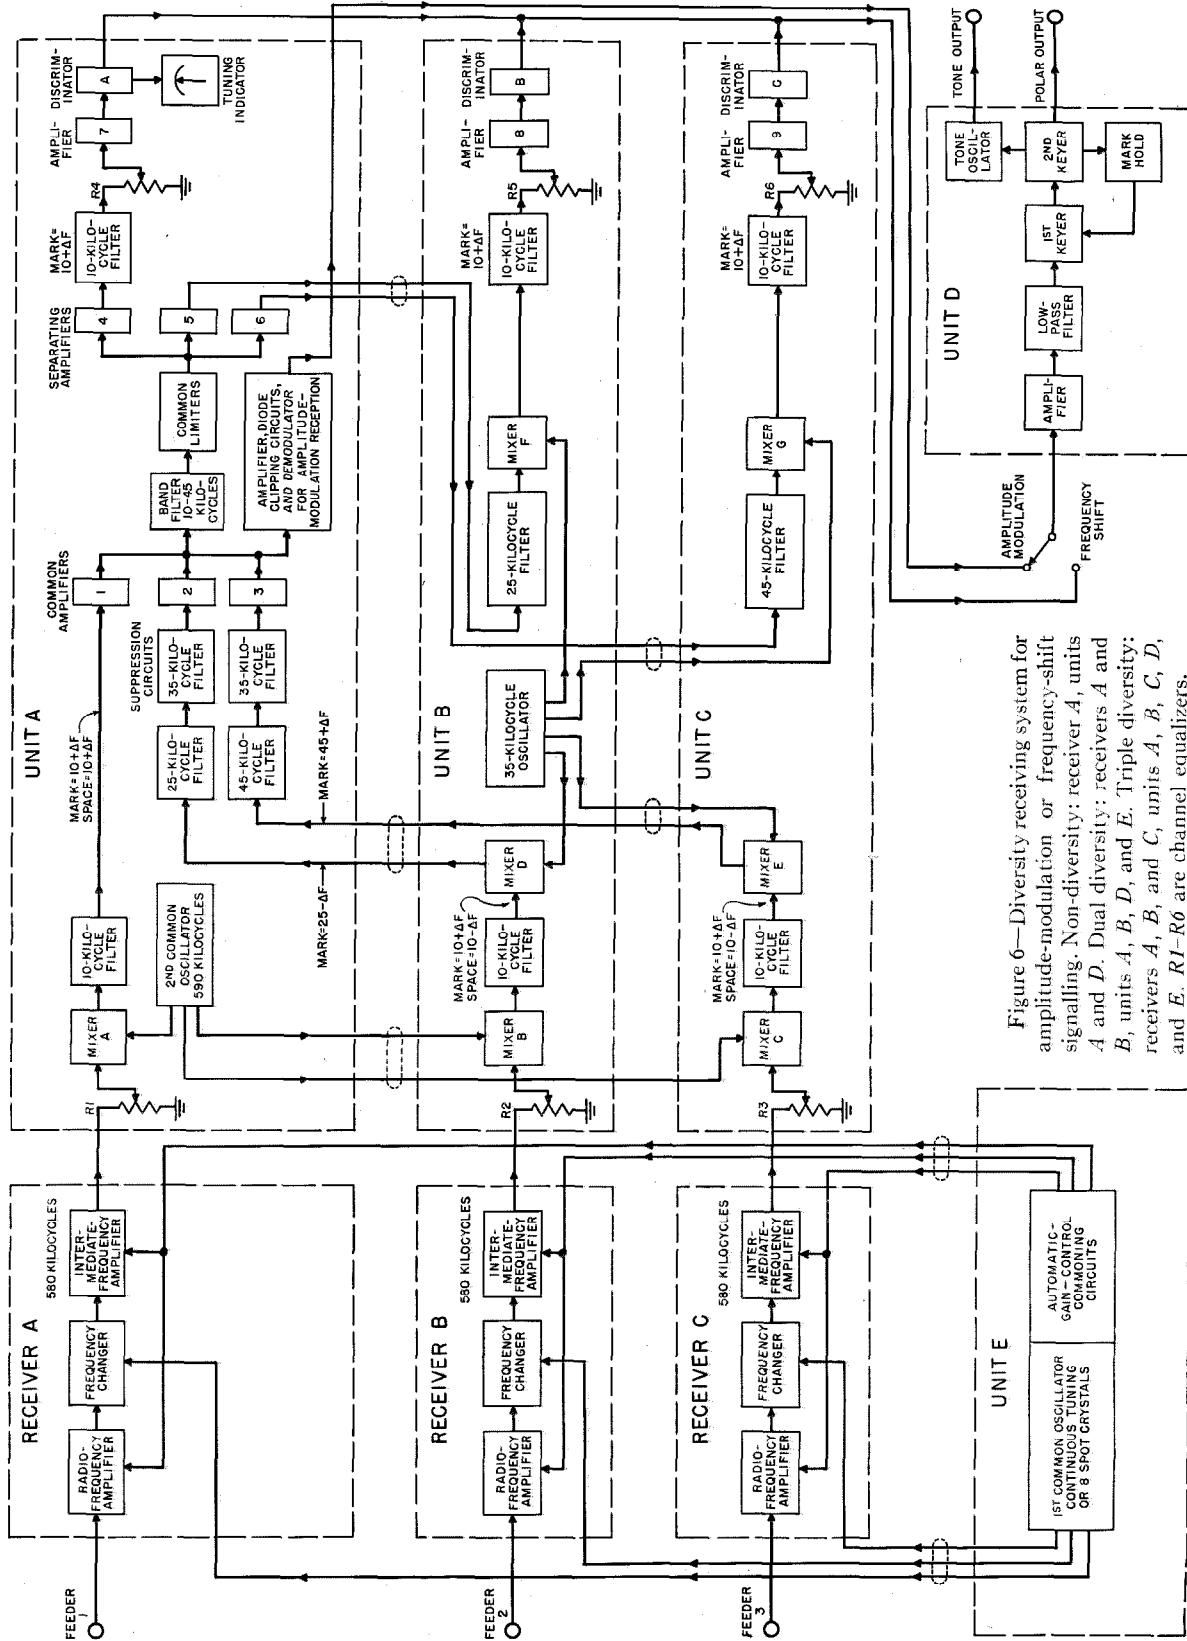 UNIT A
RECEIVER A
FEEDER
1
RADIO-
FREQUENCY
AMPLIFIER
FREQUENCY
CHANGER
580 KILOCYCLES
INTER-
MEDIATE-
FREQUENCY
AMPLIFIER
R1
MIXER
A
10-KILO-
CYCLE
FILTER
2ND COMMON
OSCILLATOR
590 KILOCYCLES
MARK=10+ΔF
SPACE=10+ΔF
MARK=25-ΔF
MARK=45+ΔF
SUPPRESSION
CIRCUITS
25-KILO-
CYCLE
FILTER
35-KILO-
CYCLE
FILTER
45-KILO-
CYCLE
FILTER
35-KILO-
CYCLE
FILTER
COMMON
AMPLIFIERS
1
2
3
BAND
FILTER
10-45
KILO-
CYCLES
COMMON
LIMITERS
AMPLIFIER, DIODE
CLIPPING CIRCUITS,
AND DEMODULATOR
FOR AMPLITUDE-
MODULATION RECEPTION
SEPARATING
AMPLIFIERS
4
5
6
MARK=
10+ΔF
10-KILO-
CYCLE
FILTER
R4
AMPLI-
FIER
7
DISCRIM-
INATOR
A
TUNING
INDICATOR
UNIT B
RECEIVER B
FEEDER
2
RADIO-
FREQUENCY
AMPLIFIER
FREQUENCY
CHANGER
580 KILOCYCLES
INTER-
MEDIATE-
FREQUENCY
AMPLIFIER
R2
MIXER
B
MARK=10+ΔF
SPACE=10-ΔF
10-KILO-
CYCLE
FILTER
MIXER
D
35-KILOCYCLE
OSCILLATOR
25-KILOCYCLE
FILTER
MIXER
F
MARK=
10+ΔF
10-KILO-
CYCLE
FILTER
R5
AMPLI-
FIER
8
DISCRIM-
INATOR
B
UNIT C
RECEIVER C
FEEDER
3
RADIO-
FREQUENCY
AMPLIFIER
FREQUENCY
CHANGER
580 KILOCYCLES
INTER-
MEDIATE-
FREQUENCY
AMPLIFIER
R3
MIXER
C
MARK=10+ΔF
SPACE=10-ΔF
10-KILO-
CYCLE
FILTER
MIXER
E
45-KILOCYCLE
FILTER
MIXER
G
MARK=
10+ΔF
10-KILO-
CYCLE
FILTER
R6
AMPLI-
FIER
9
DISCRIM-
INATOR
C
UNIT E
1ST COMMON OSCILLATOR
CONTINUOUS TUNING
OR 8 SPOT CRYSTALS
AUTOMATIC-
GAIN-CONTROL
COMMONING
CIRCUITS
AMPLITUDE
MODULATION
FREQUENCY
SHIFT
UNIT D
AMPLI-
FIER
LOW-
PASS
FILTER
1ST
KEYER
2ND
KEYER
MARK
HOLD
TONE
OSCIL-
LATOR
TONE OUTPUT
POLAR OUTPUT
Figure 6—Diversity receiving system for
amplitude-modulation or frequency-shift
signalling. Non-diversity: receiver A, units
A and D. Dual diversity: receivers A and
B, units A, B, D, and E. Triple diversity:
receivers A, B, and C, units A, B, C, D,
and E. R1–R6 are channel equalizers.